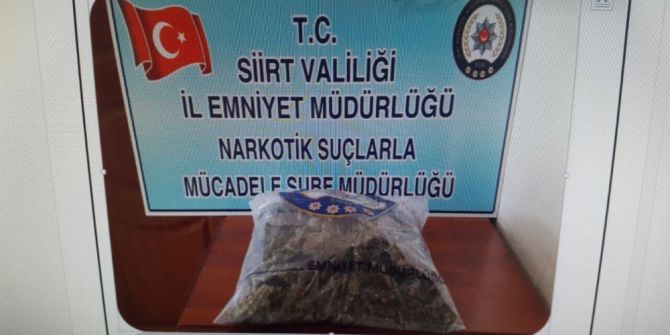 T.C.
SİİRT VALİLİĞİ
İL EMNİYET MÜDÜRLÜĞÜ
NARKOTİK SUÇLARLA
MÜCADELE ŞUBE MÜDÜRLÜĞÜ
EMNİYET MÜDÜRLÜĞÜ